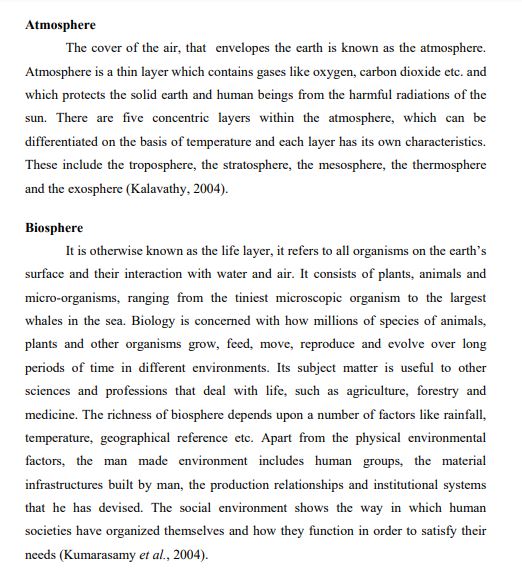 Atmosphere
The cover of the air, that envelopes the earth is known as the atmosphere.
Atmosphere is a thin layer which contains gases like oxygen, carbon dioxide etc. and
which protects the solid earth and human beings from the harmful radiations of the
sun. There are five concentric layers within the atmosphere, which can be
differentiated on the basis of temperature and each layer has its own characteristics.
These include the troposphere, the stratosphere, the mesosphere, the thermosphere
and the exosphere (Kalavathy, 2004).
Biosphere
It is otherwise known as the life layer, it refers to all organisms on the earth's
surface and their interaction with water and air. It consists of plants, animals and
micro-organisms, ranging from the tiniest microscopic organism to the largest
whales in the sea. Biology is concerned with how millions of species of animals,
plants and other organisms grow, feed, move, reproduce and evolve over long
periods of time in different environments. Its subject matter is useful to other
sciences and professions that deal with life, such as agriculture, forestry and
medicine. The richness of biosphere depends upon a number of factors like rainfall,
temperature, geographical reference etc. Apart from the physical environmental
factors, the man made environment includes human groups, the material
infrastructures built by man, the production relationships and institutional systems
that he has devised. The social environment shows the way in which human
societies have organized themselves and how they function in order to satisfy their
needs (Kumarasamy et al., 2004).